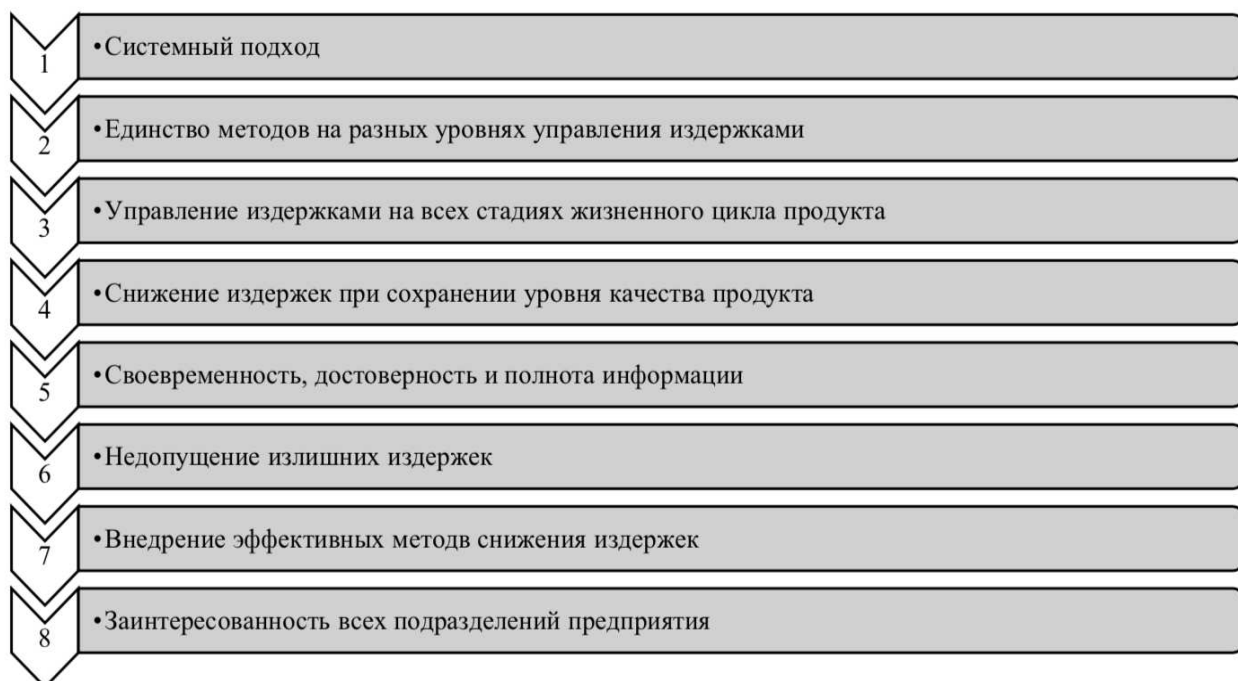 1
•Системный подход
2
•Единство методов на разных уровнях управления издержками
3
•Управление издержками на всех стадиях жизненного цикла продукта
4
•Снижение издержек при сохранении уровня качества продукта
5
•Своевременность, достоверность и полнота информации
6
•Недопущение излишних издержек
7
•Внедрение эффективных методв снижения издержек
8
•Заинтересованность всех подразделений предприятия